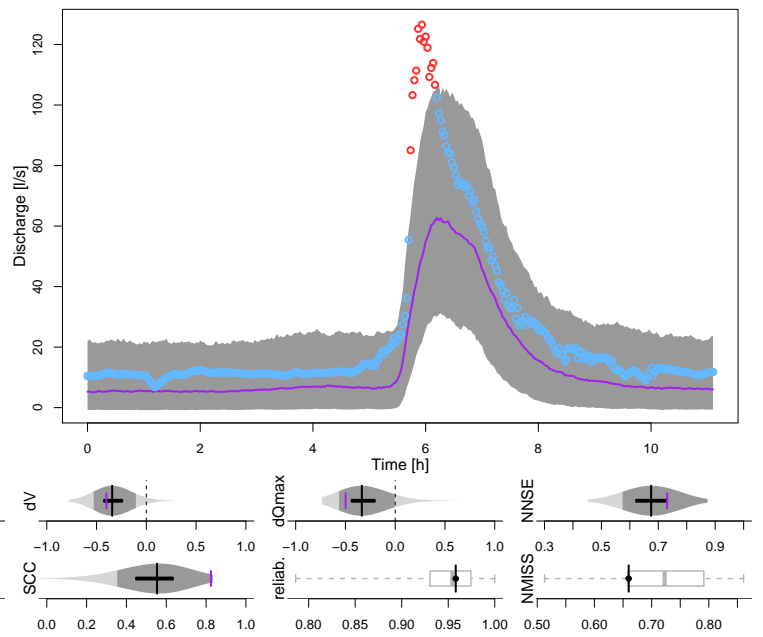 120
100
80
60
40
20
0
Discharge [l/s]
0 2 4 6 8 10
Time [h]
dV
−1.0 −0.5 0.0 0.5 1.0
dQmax
−1.0 −0.5 0.0 0.5 1.0
NNSE
0.3 0.5 0.7 0.9
SCC
0.0 0.2 0.4 0.6 0.8 1.0
reliab.
0.80 0.85 0.90 0.95 1.00
NMISS
0.50 0.60 0.70 0.80